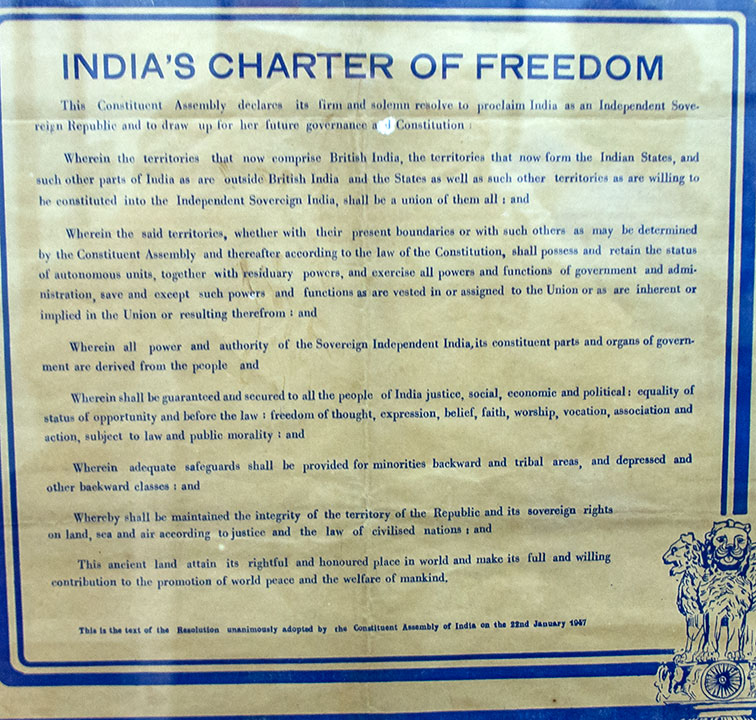 INDIA'S CHARTER OF FREEDOM
This Constituent Assembly declares its firm and solemn resolve to proclaim India as an Independent Sove-
reign Republic and to draw up for her future governance a Constitution :
Wherein the territories that now comprise British India, the territories that now form the Indian States, and
such other parts of India as are outside British India and the States as well as such other territories as are willing to
be constituted into the Independent Sovereign India, shall be a union of them all : and
Wherein the said territories, whether with their present boundaries or with such others as may be determined
by the Constituent Assembly and thereafter according to the law of the Constitution, shall possess and retain the status
of autonomous units, together with residuary powers, and exercise all powers and functions of government and admi-
nistration, save and except such powers and functions as are vested in or assigned to the Union or as are inherent or
implied in the Union or resulting therefrom : and
Wherein all power and authority of the Sovereign Independent India, its constituent parts and organs of govern-
ment are derived from the people and
Wherein shall be guaranteed and secured to all the people of India justice, social, economic and political : equality of
status of opportunity and before the law : freedom of thought, expression, belief, faith, worship, vocation, association and
action, subject to law and public morality : and
Wherein adequate safeguards shall be provided for minorities backward and tribal areas, and depressed and
other backward classes : and
Whereby shall be maintained the integrity of the territory of the Republic and its sovereign rights
on land, sea and air according to justice and the law of civilised nations ; and
This ancient land attain its rightful and honoured place in world and make its full and willing
contribution to the promotion of world peace and the welfare of mankind.
This is the text of the Resolution unanimously adopted by the Constituent Assembly of India on the 22nd January 1947